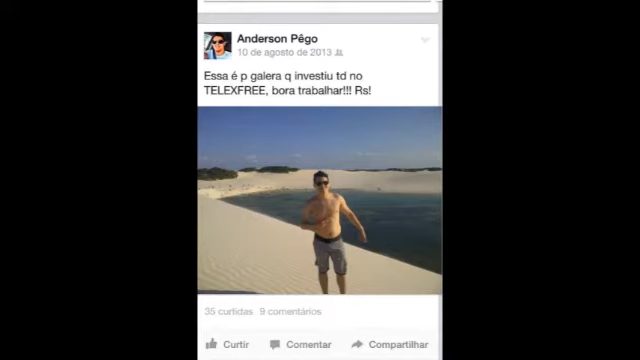 Anderson Pêgo
10 de agosto de 2013
Essa é p galera q investiu td no
TELEXFREE, bora trabalhar!!! Rs!
35 curtidas 9 comentários
Curtir Comentar Compartilhar